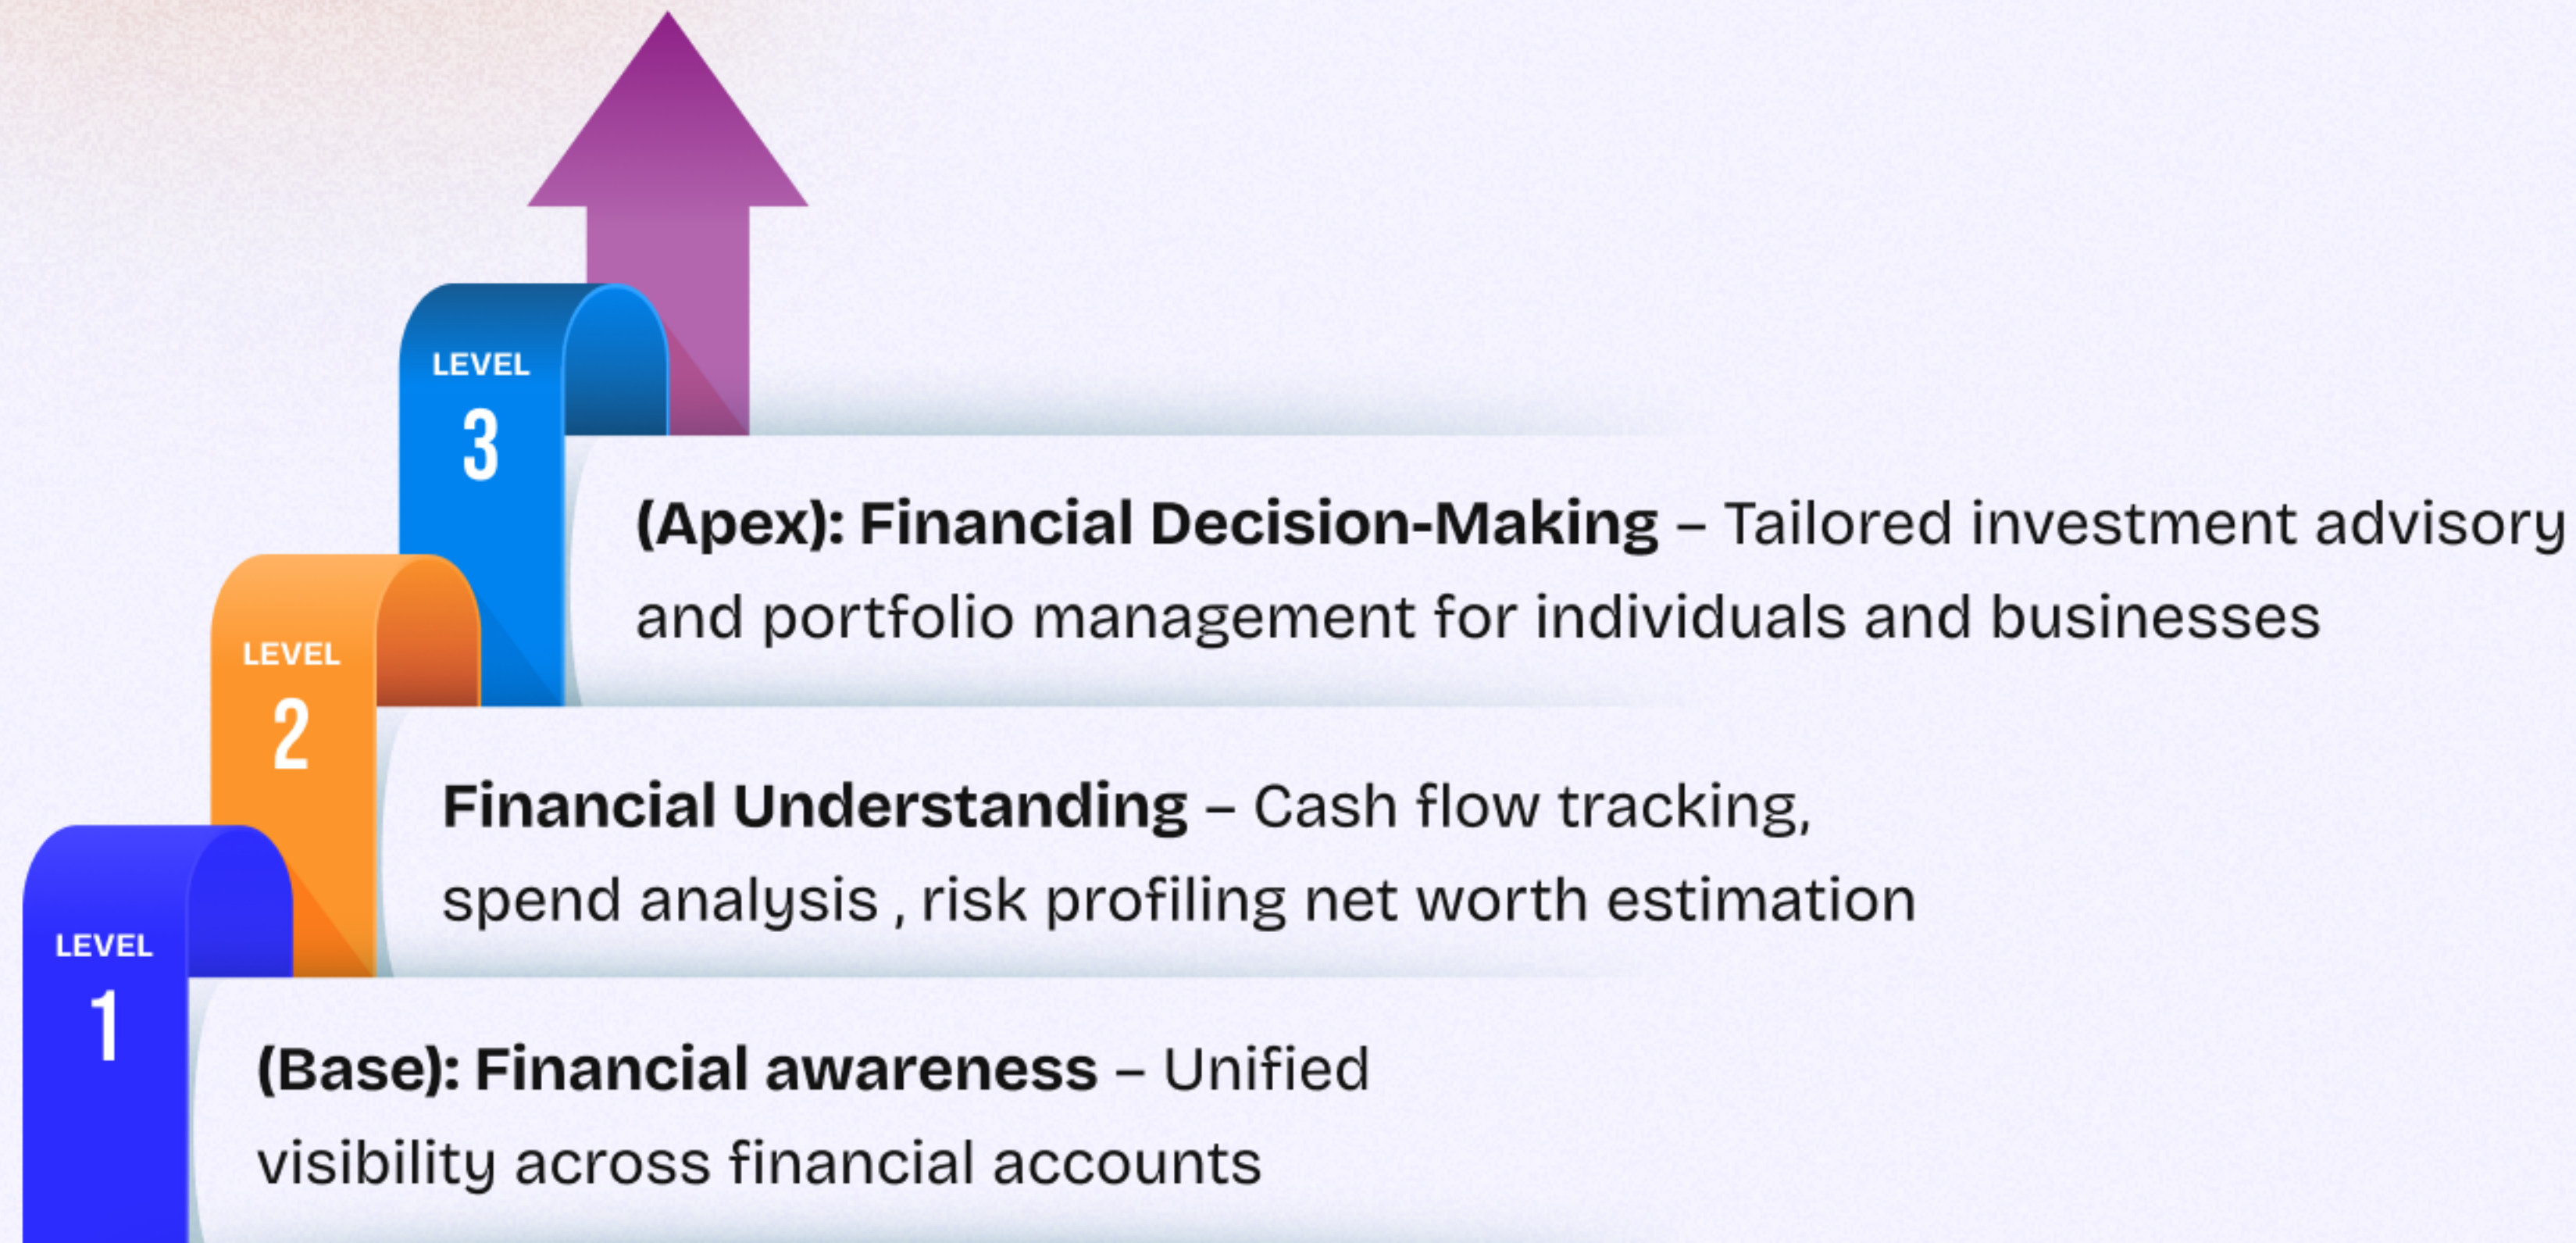 LEVEL
3
(Apex): Financial Decision-Making – Tailored investment advisory
and portfolio management for individuals and businesses
LEVEL
2
Financial Understanding – Cash flow tracking,
spend analysis , risk profiling net worth estimation
LEVEL
1
(Base): Financial awareness – Unified
visibility across financial accounts